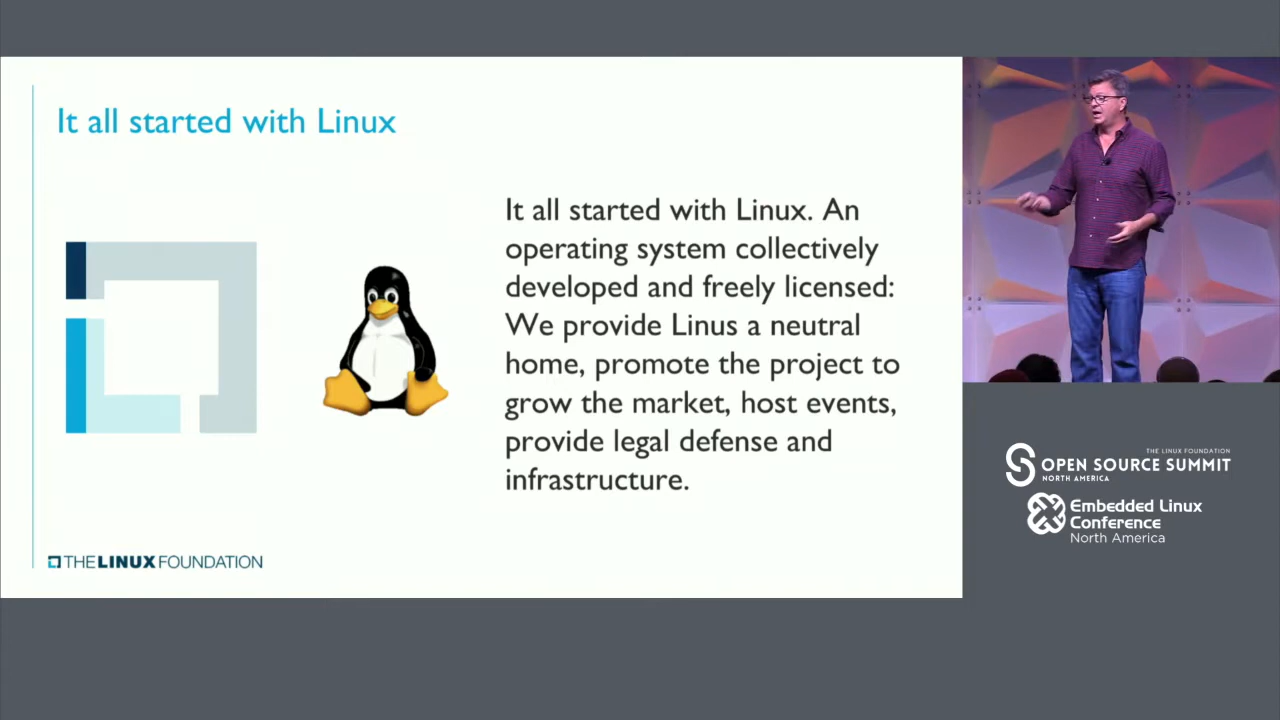 It all started with Linux
It all started with Linux. An
operating system collectively
developed and freely licensed:
We provide Linus a neutral
home, promote the project to
grow the market, host events,
provide legal defense and
infrastructure.
THE LINUX FOUNDATION
THE LINUX FOUNDATION
OPEN SOURCE SUMMIT
NORTH AMERICA
Embedded Linux
Conference
North America